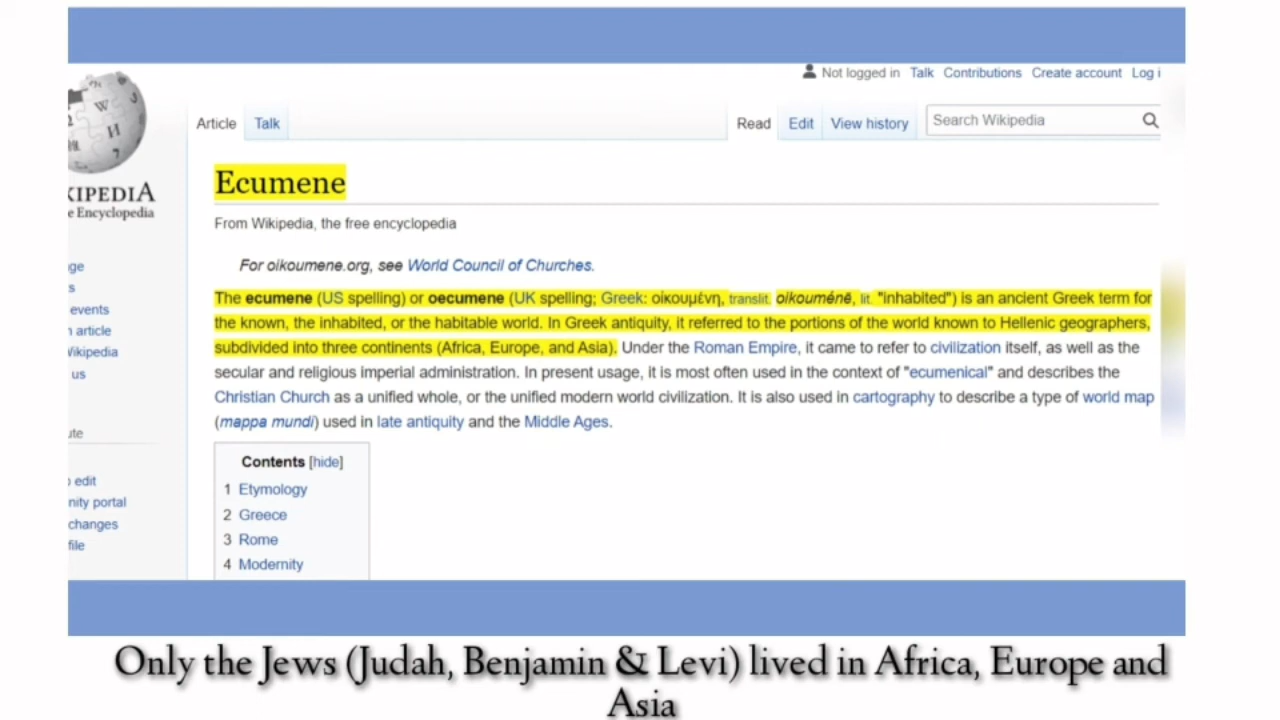 Not logged in Talk Contributions Create account Log i
Article Talk Read Edit View history Search Wikipedia
KIPEDIA
e Encyclopedia
Ecumene
From Wikipedia, the free encyclopedia
For oikoumene.org, see World Council of Churches.
The ecumene (US spelling) or oecumene (UK spelling; Greek: οἰκουμένη, translit. oikouménē, lit. "inhabited") is an ancient Greek term for
the known, the inhabited, or the habitable world. In Greek antiquity, it referred to the portions of the world known to Hellenic geographers,
subdivided into three continents (Africa, Europe, and Asia). Under the Roman Empire, it came to refer to civilization itself, as well as the
secular and religious imperial administration. In present usage, it is most often used in the context of "ecumenical" and describes the
Christian Church as a unified whole, or the unified modern world civilization. It is also used in cartography to describe a type of world map
(mappa mundi) used in late antiquity and the Middle Ages.
ge
s
events
n article
Vikipedia
us
ute
o edit
nity portal
changes
file
Contents [hide]
1 Etymology
2 Greece
3 Rome
4 Modernity
Only the Jews (Judah, Benjamin & Levi) lived in Africa, Europe and
Asia